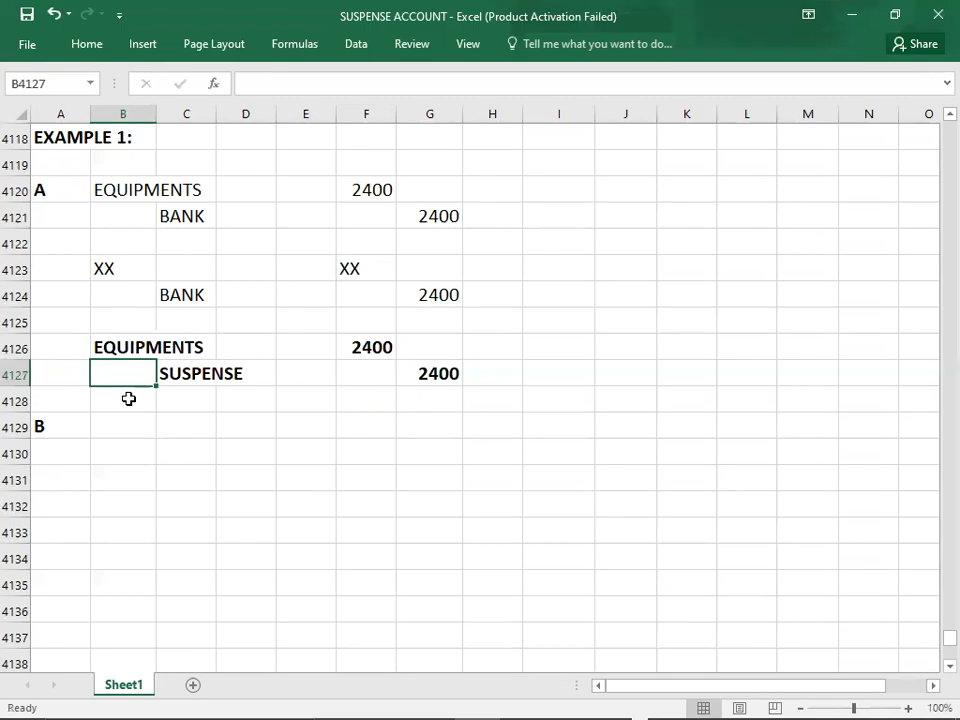 SUSPENSE ACCOUNT - Excel (Product Activation Failed)
File Home Insert Page Layout Formulas Data Review View Tell me what you want to do... Share
B4127 fx
A B C D E F G H I J K L M N O
4118 EXAMPLE 1:
4119
4120 A EQUIPMENTS 2400
4121 BANK 2400
4122
4123 XX XX
4124 BANK 2400
4125
4126 EQUIPMENTS 2400
4127 SUSPENSE 2400
4128
4129 B
4130
4131
4132
4133
4134
4135
4136
4137
4138
Sheet1
Ready 100%